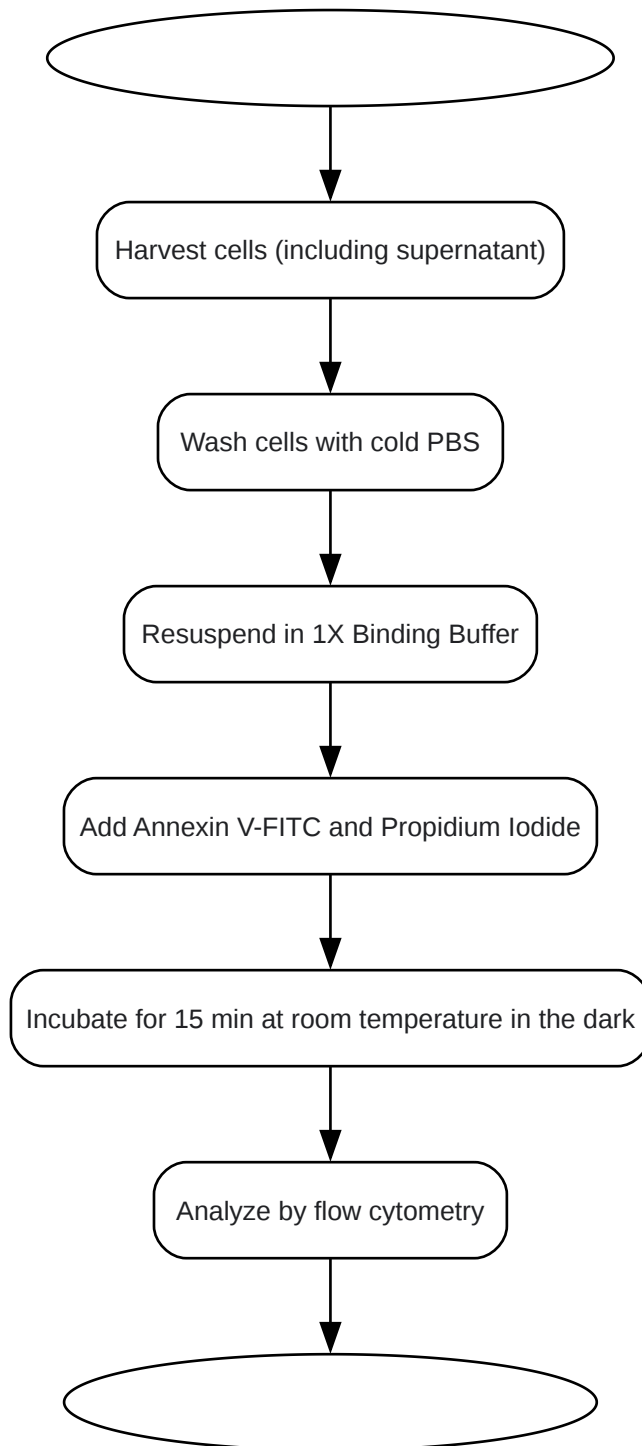 Harvest cells (including supernatant)
Wash cells with cold PBS
Resuspend in 1X Binding Buffer
Add Annexin V-FITC and Propidium Iodide
Incubate for 15 min at room temperature in the dark
Analyze by flow cytometry